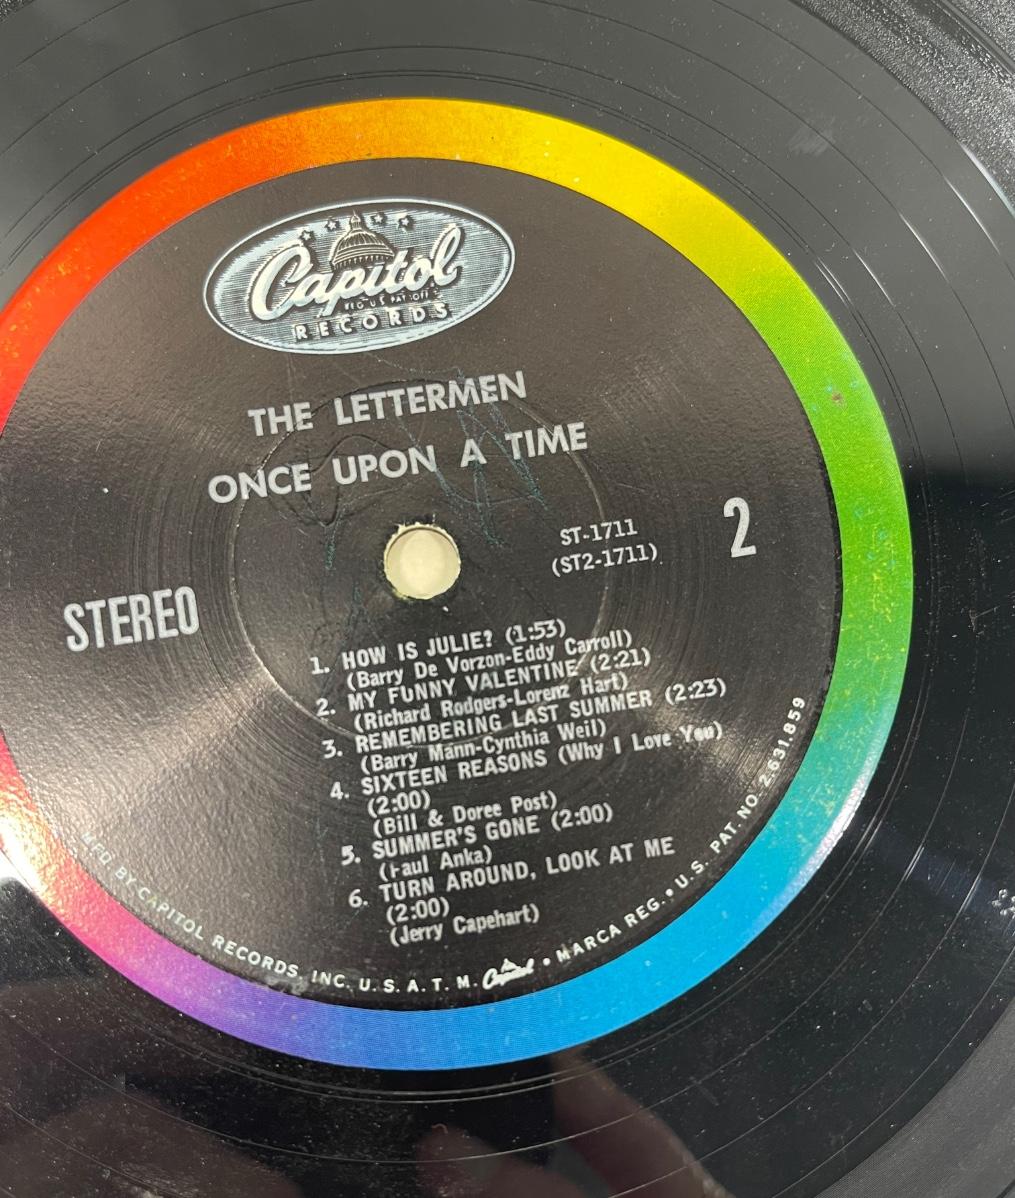 Capitol
REG. U.S. PAT. OFF.
RECORDS
THE LETTERMEN
ONCE UPON A TIME
ST-1711
(ST2-1711)
2
STEREO
1. HOW IS JULIE? (1:53)
(Barry De Vorzon-Eddy Carroll)
2. MY FUNNY VALENTINE (2:21)
(Richard Rodgers-Lorenz Hart)
3. REMEMBERING LAST SUMMER (2:23)
(Barry Mann-Cynthia Weil)
4. SIXTEEN REASONS (Why I Love You)
(2:00)
(Bill & Doree Post)
5. SUMMER'S GONE (2:00)
(Paul Anka)
6. TURN AROUND, LOOK AT ME
(2:00)
(Jerry Capehart)
MFD BY CAPITOL RECORDS, INC. U. S. A. T. M. Capitol • MARCA REG. • U. S. PAT. NO. 2.631.859